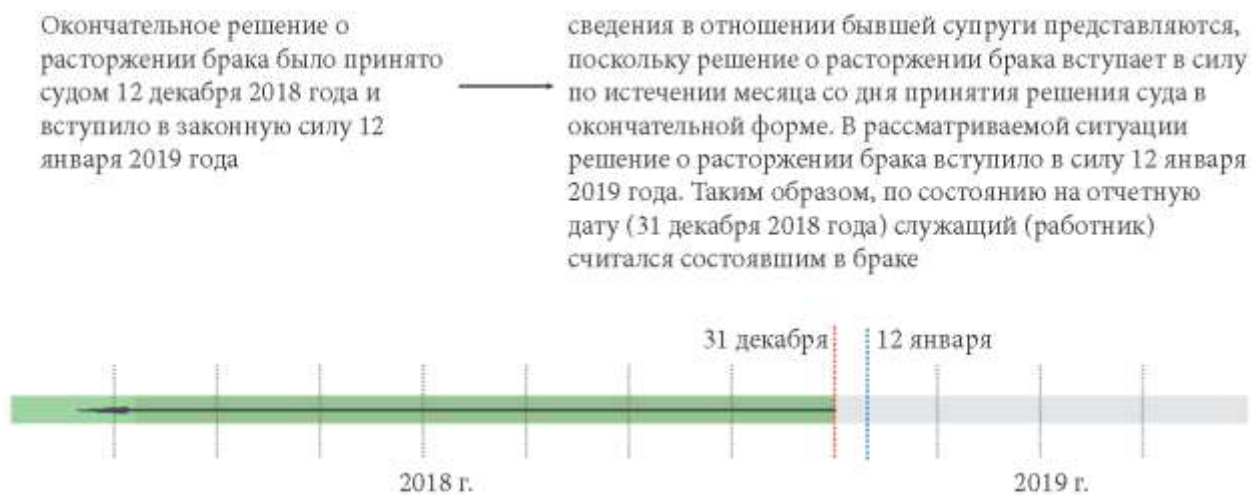 Окончательное решение о
расторжении брака было принято
судом 12 декабря 2018 года и
вступило в законную силу 12
января 2019 года
сведения в отношении бывшей супруги представляются,
поскольку решение о расторжении брака вступает в силу
по истечении месяца со дня принятия решения суда в
окончательной форме. В рассматриваемой ситуации
решение о расторжении брака вступило в силу 12 января
2019 года. Таким образом, по состоянию на отчетную
дату (31 декабря 2018 года) служащий (работник)
считался состоявшим в браке
31 декабря
12 января
2018 г.
2019 г.